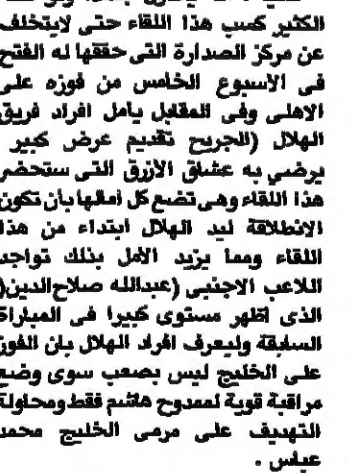 الكثير كسب هذا اللقاء حتى لايتخلف
عن مركز الصدارة التى حققها له الفتح
فى الاسبوع الخامس من فوزه على
الاهلى وفى المقابل يأمل افراد فريق
الهلال (الجريح تقديم عرض كبير
يرضي به عشاق الأزرق التى ستحضر
هذا اللقاء وهى تضع كل امالها بأن تكون
الانطلاقة ليد الهلال ابتداء من هذا
اللقاء ومما يزيد الامل بذلك تواجد
اللاعب الاجنبى (عبدالله صلاح الدين(
الذى اظهر مستوى كبيرا فى المباراة
السابقة وليعرف افراد الهلال بان الفوز
على الخليج ليس بصعب سوى وضع
مراقبة قوية لممدوح هاشم فقط ومحاولة
التهديف على مرمى الخليج محمد
عباس .